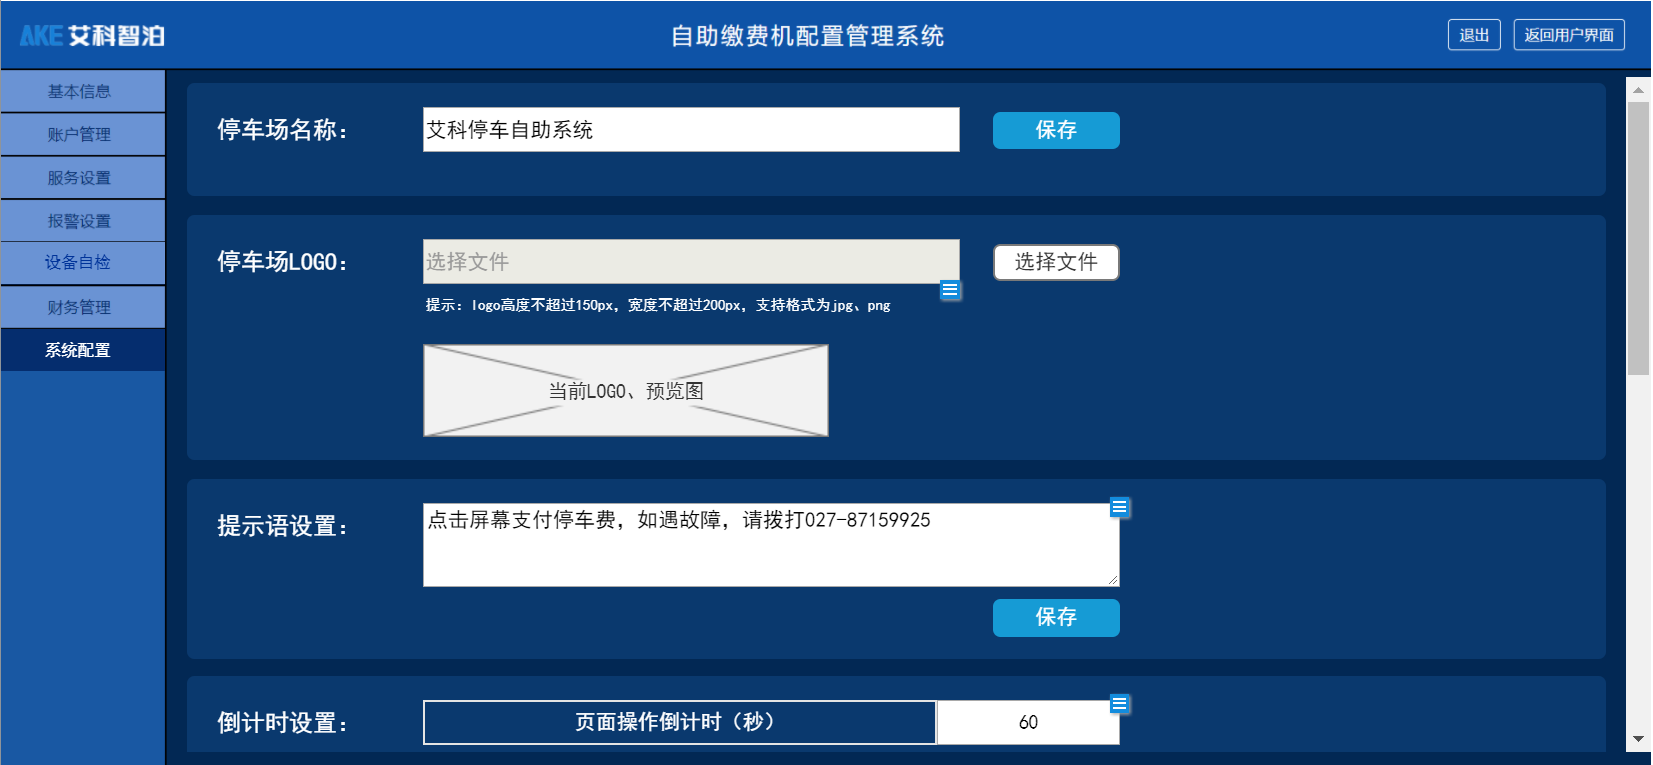 AKE 艾科智泊
自助缴费机配置管理系统
退出
返回用户界面
基本信息
账户管理
服务设置
报警设置
设备自检
财务管理
系统配置
停车场名称：
艾科停车自助系统
保存
停车场LOGO：
选择文件
选择文件
提示：logo高度不超过150px，宽度不超过200px，支持格式为jpg、png
当前LOGO、预览图
提示语设置：
点击屏幕支付停车费，如遇故障，请拨打027-87159925
保存
倒计时设置：
页面操作倒计时（秒）
60